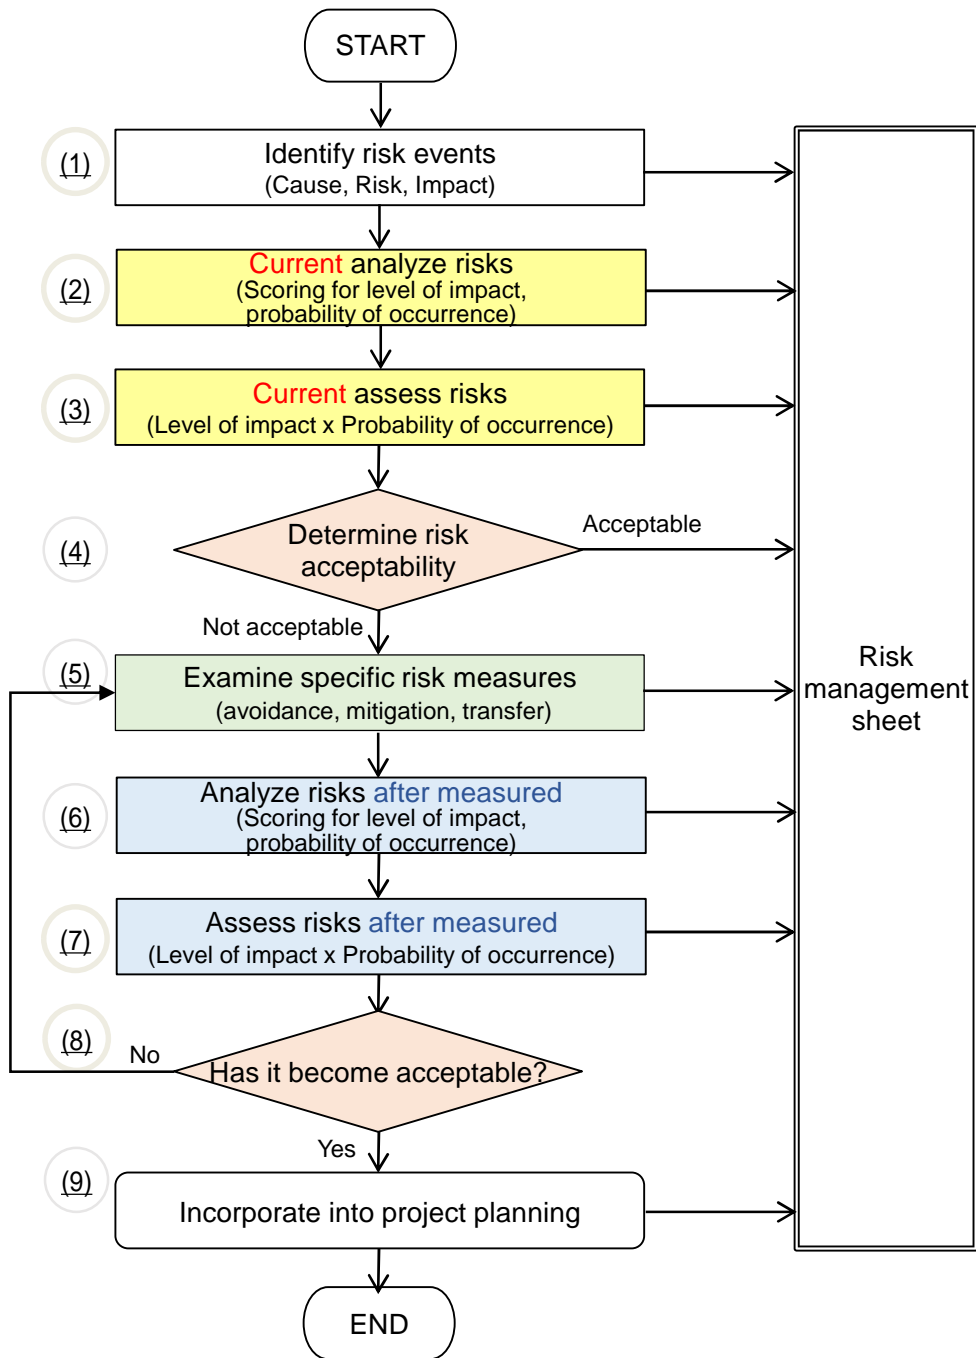 START
(1)
Identify risk events
(Cause, Risk, Impact)
(2)
Current analyze risks
(Scoring for level of impact,
probability of occurrence)
(3)
Current assess risks
(Level of impact x Probability of occurrence)
(4)
Determine risk
acceptability
Acceptable
Not acceptable
(5)
Examine specific risk measures
(avoidance, mitigation, transfer)
(6)
Analyze risks after measured
(Scoring for level of impact,
probability of occurrence)
(7)
Assess risks after measured
(Level of impact x Probability of occurrence)
(8)
No
Has it become acceptable?
Yes
(9)
Incorporate into project planning
END
Risk
management
sheet